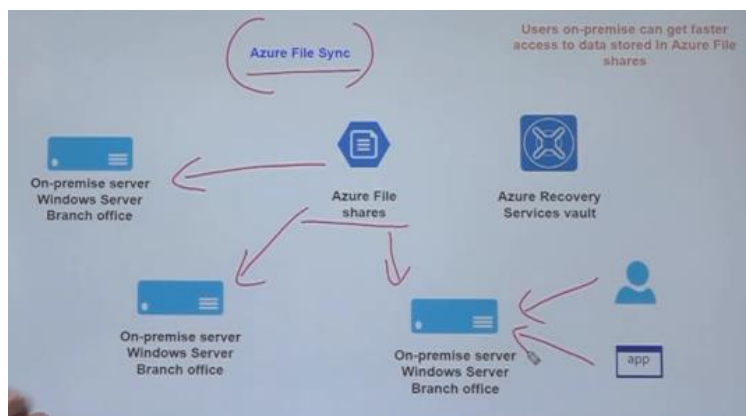 Azure File Sync
Users on-premise can get faster
access to data stored in Azure File
shares
On-premise server
Windows Server
Branch office
Azure File
shares
Azure Recovery
Services vault
On-premise server
Windows Server
Branch office
On-premise server
Windows Server
Branch office
app